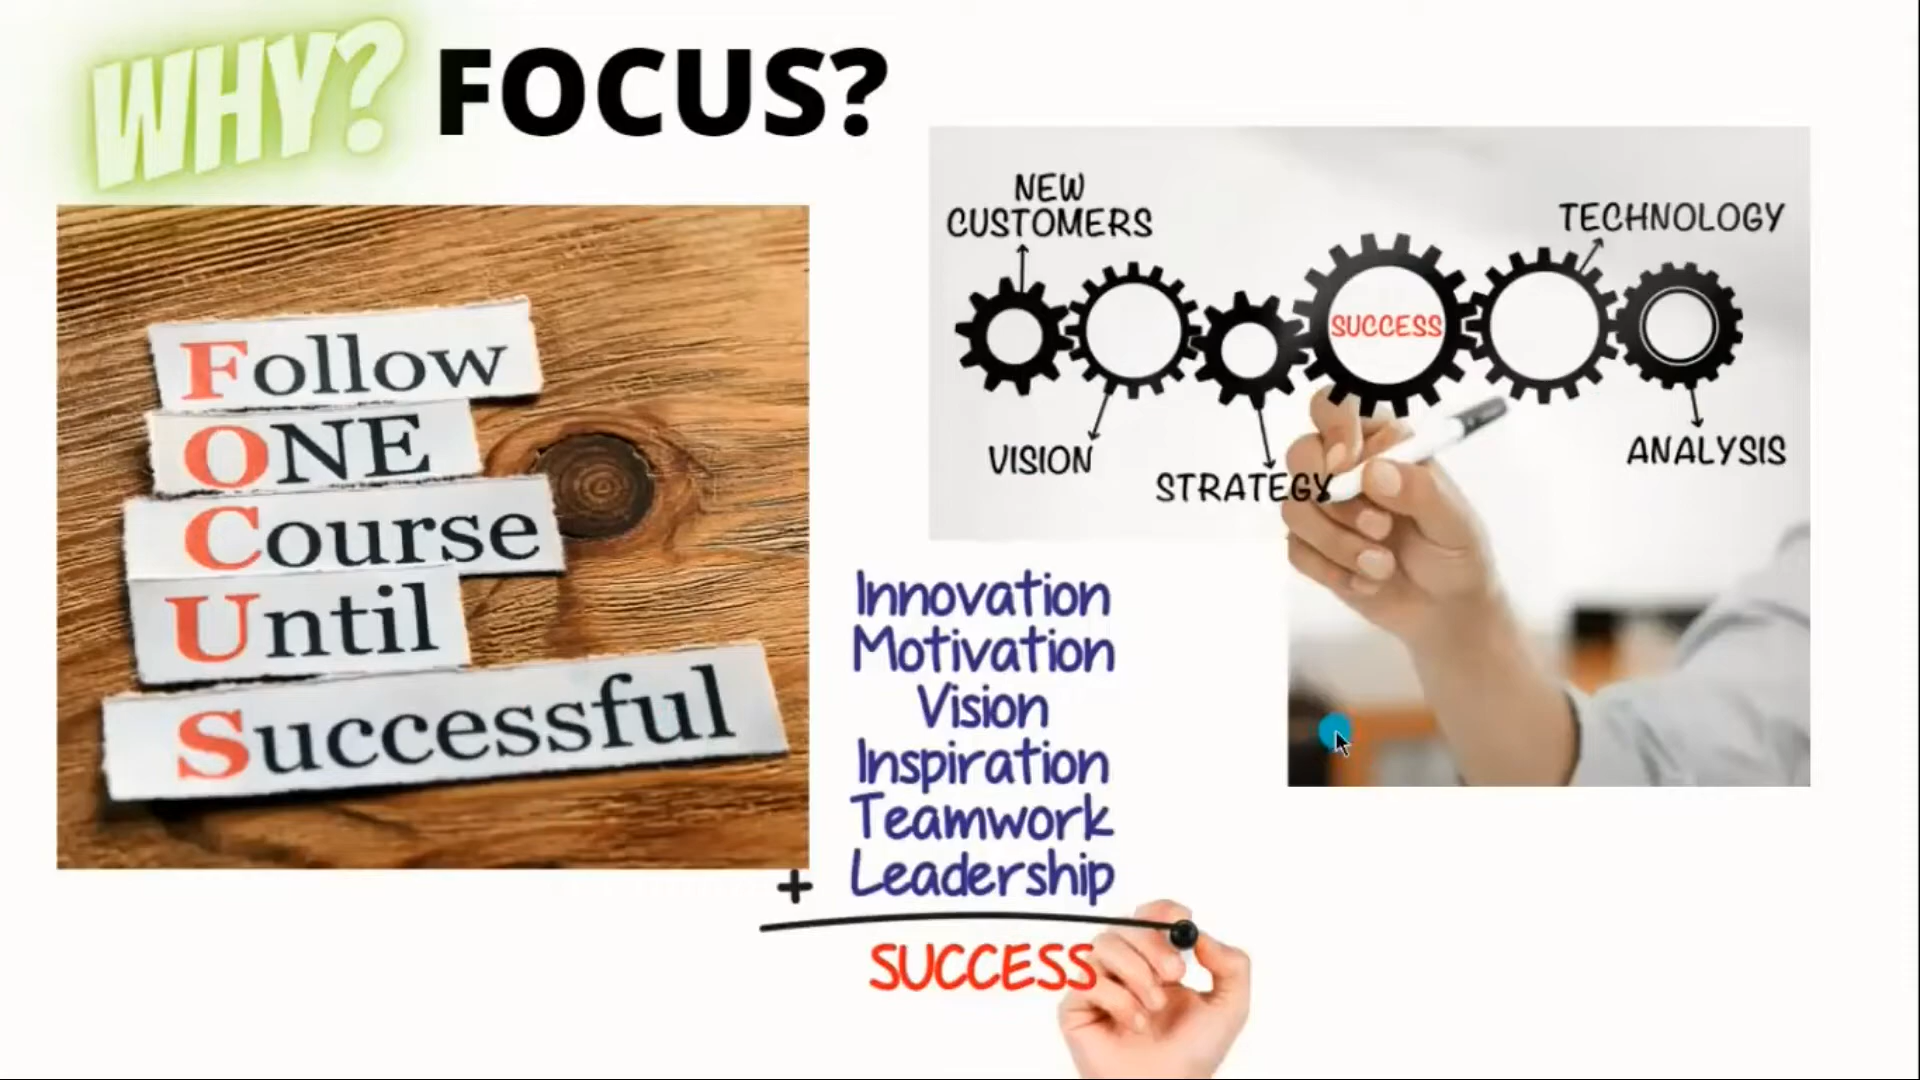 WHY? FOCUS?
Follow
ONE
Course
Until
Successful
NEW
CUSTOMERS
TECHNOLOGY
SUCCESS
VISION
STRATEGY
ANALYSIS
Innovation
Motivation
Vision
Inspiration
Teamwork
+ Leadership
SUCCESS